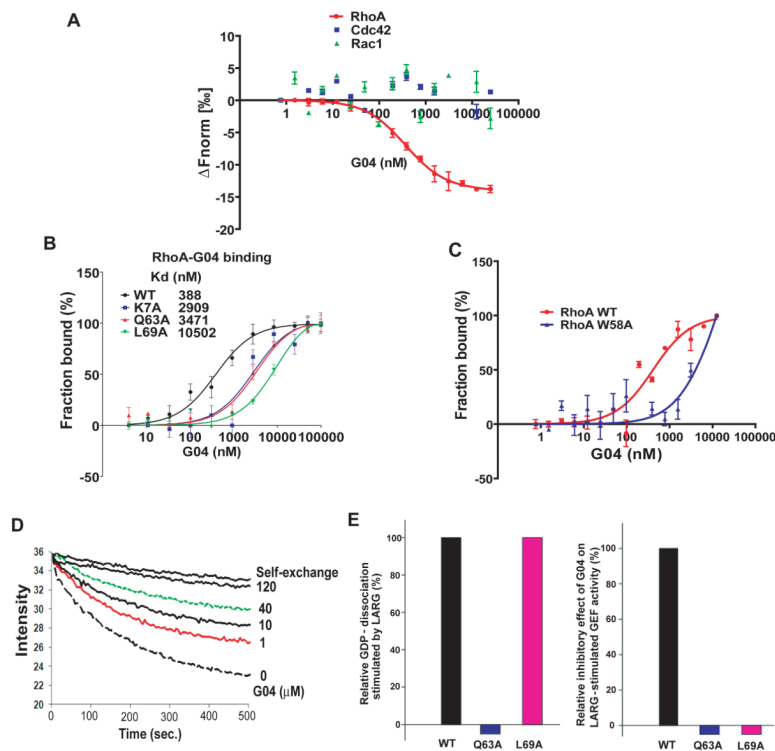 A
RhoA
Cdc42
Rac1
10
5
0
-5
-10
-15
-20
ΔFnorm [‰]
1 10 100 1000 10000 100000
G04 (nM)
B
RhoA-G04 binding
Kd (nM)
WT 388
K7A 2909
Q63A 3471
L69A 10502
150
100
50
0
-50
Fraction bound (%)
10 100 1000 10000 100000
G04 (nM)
C
RhoA WT
RhoA W58A
150
100
50
0
-50
Fraction bound (%)
1 10 100 1000 10000 100000
G04 (nM)
D
36
34
32
30
28
26
24
22
20
Intensity
Self-exchange
120
40
10
1
0
G04 (μM)
0 100 200 300 400 500
Time (sec.)
E
Relative GDP- dissociation
stimulated by LARG (%)
100
80
60
40
20
0
WT Q63A L69A
Relative inhibitory effect of G04 on
LARG-stimulated GEF activity (%)
100
80
60
40
20
0
WT Q63A L69A